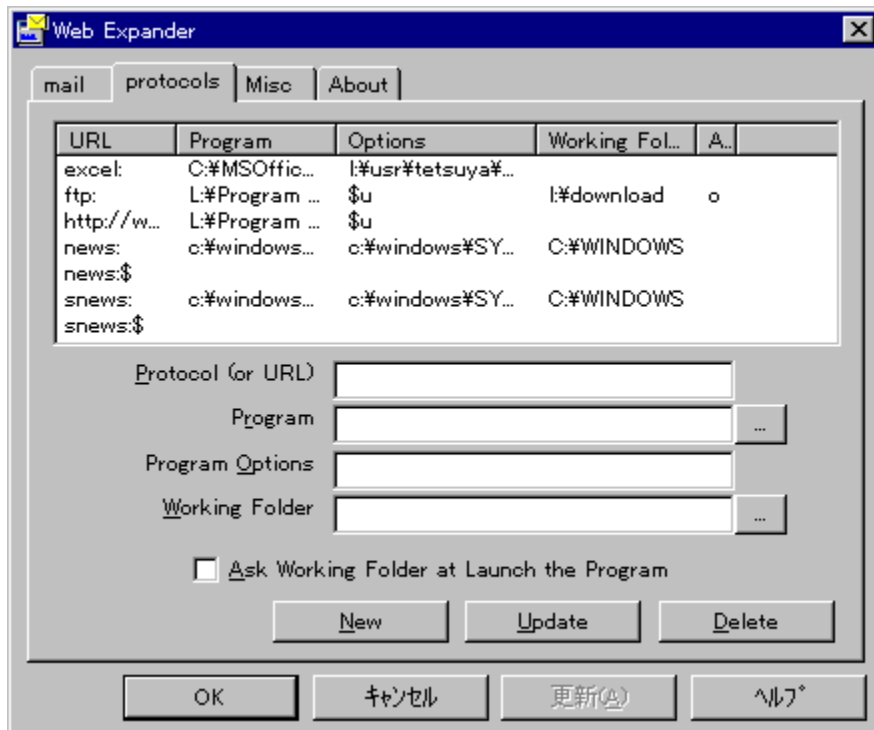 Web Expander
mail protocols Misc About
URL Program Options Working Fol... A..
excel: C:¥MSOffic... I:¥usr¥tetsuya¥...
ftp: L:¥Program ... $u I:¥download o
http://w... L:¥Program ... $u
news: c:¥windows... c:¥windows¥SY... C:¥WINDOWS
news:$
snews: c:¥windows... c:¥windows¥SY... C:¥WINDOWS
snews:$
Protocol (or URL)
Program ...
Program Options
Working Folder ...
Ask Working Folder at Launch the Program
New Update Delete
OK ｷｬﾝｾﾙ 更新(A) ﾍﾙﾌﾟ